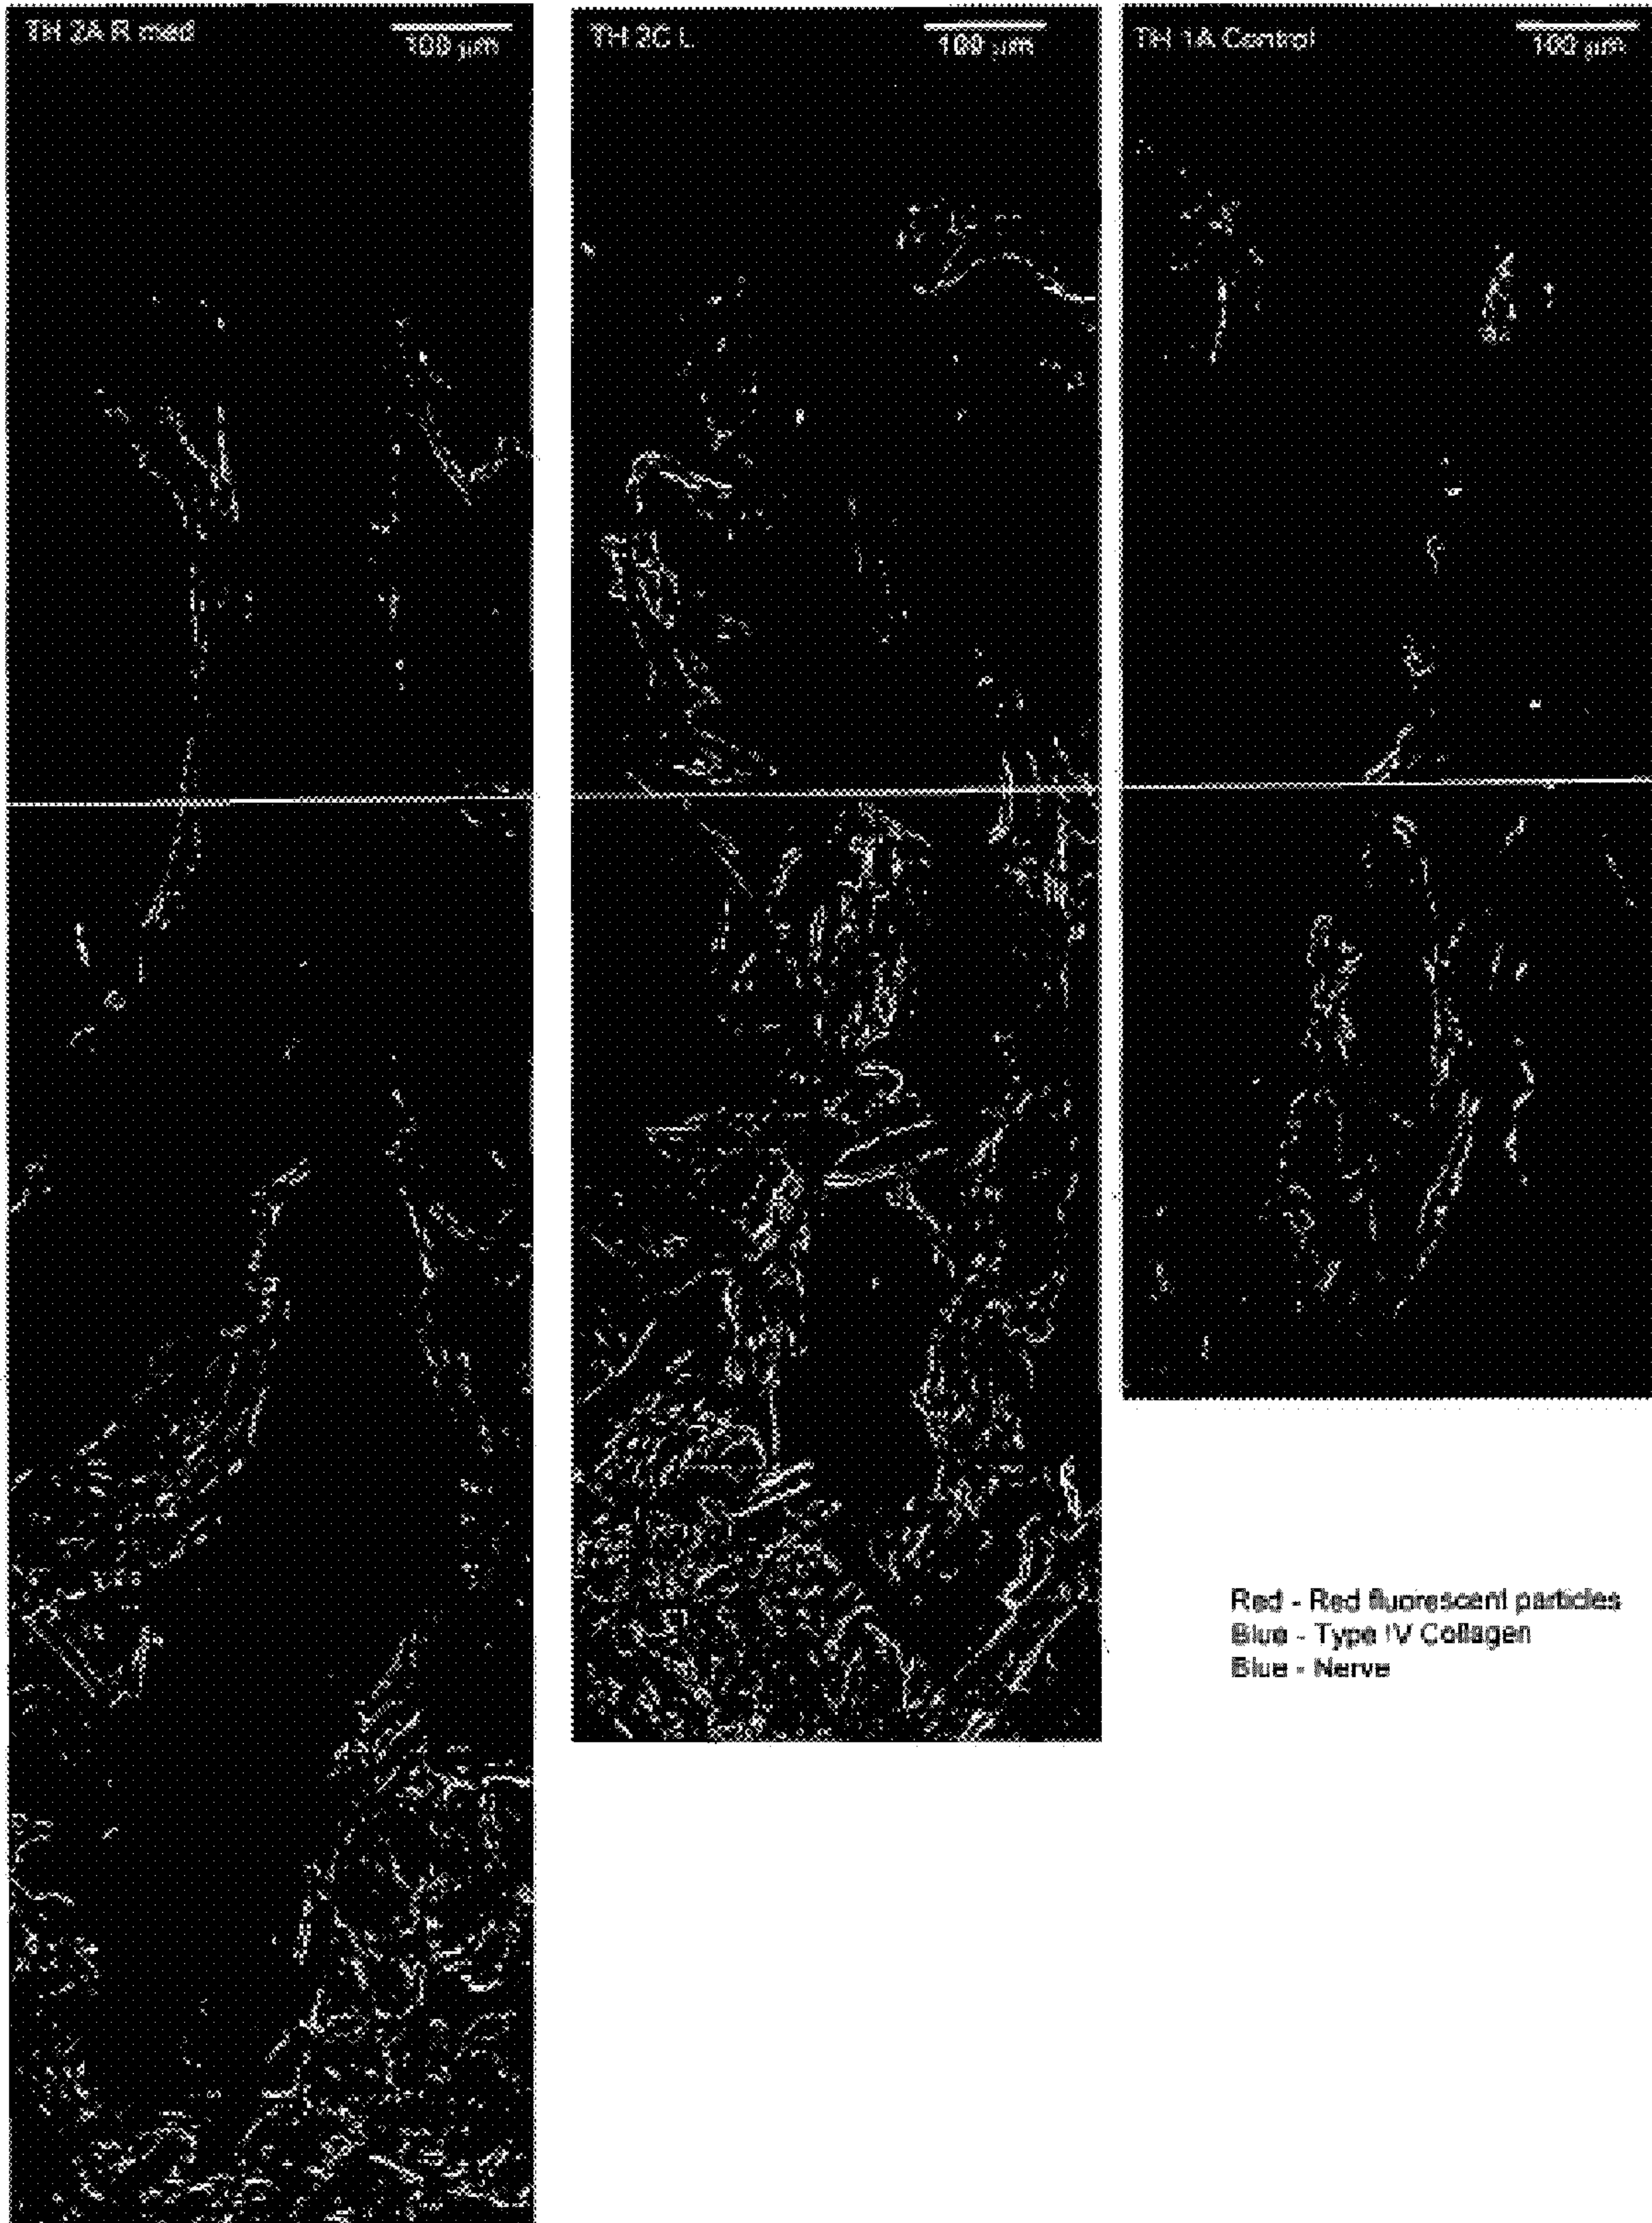 TH 2A R med
100 µm
TH 2C L
100 µm
TH 1A Control
100 µm
Red - Red fluorescent particles
Blue - Type IV Collagen
Blue - Nerve